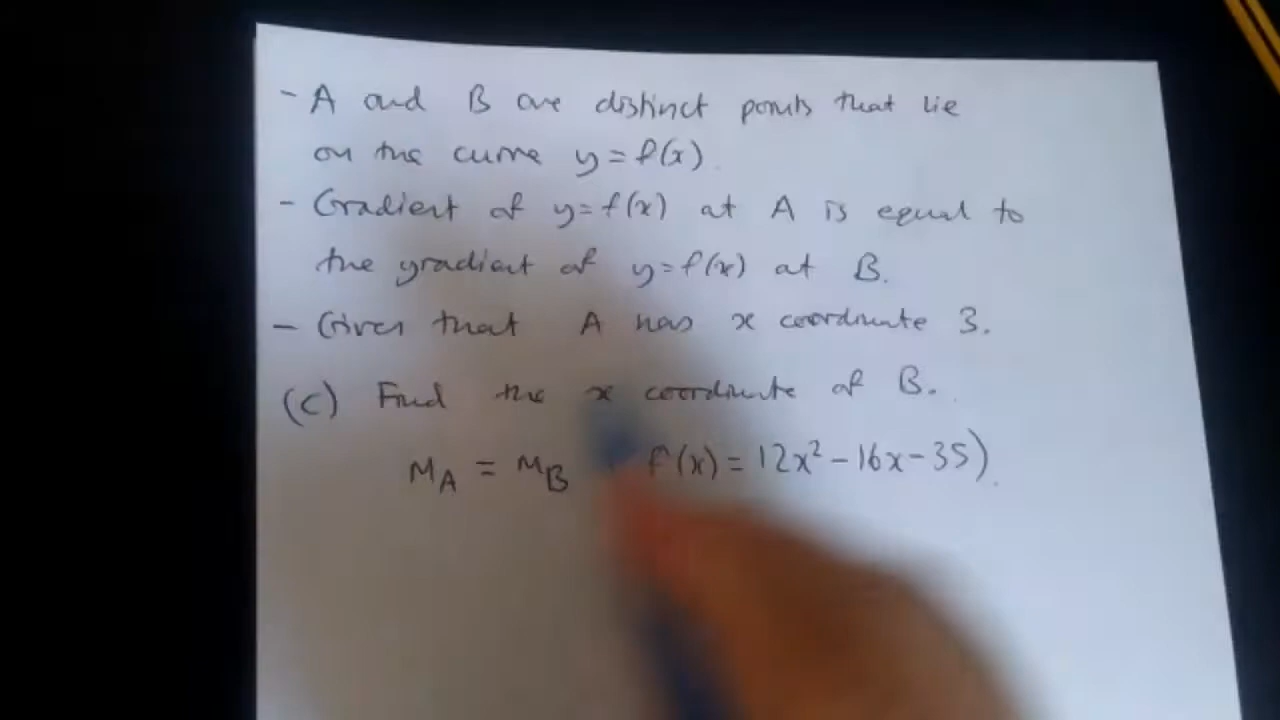 - A and B are distinct points that lie
on the curve y=f(x).
- Gradient of y=f(x) at A is equal to
the gradient of y=f(x) at B.
- Given that A has x coordinate 3.
(c) Find the x coordinate of B.
M_A = M_B f'(x) = 12x² - 16x - 35)